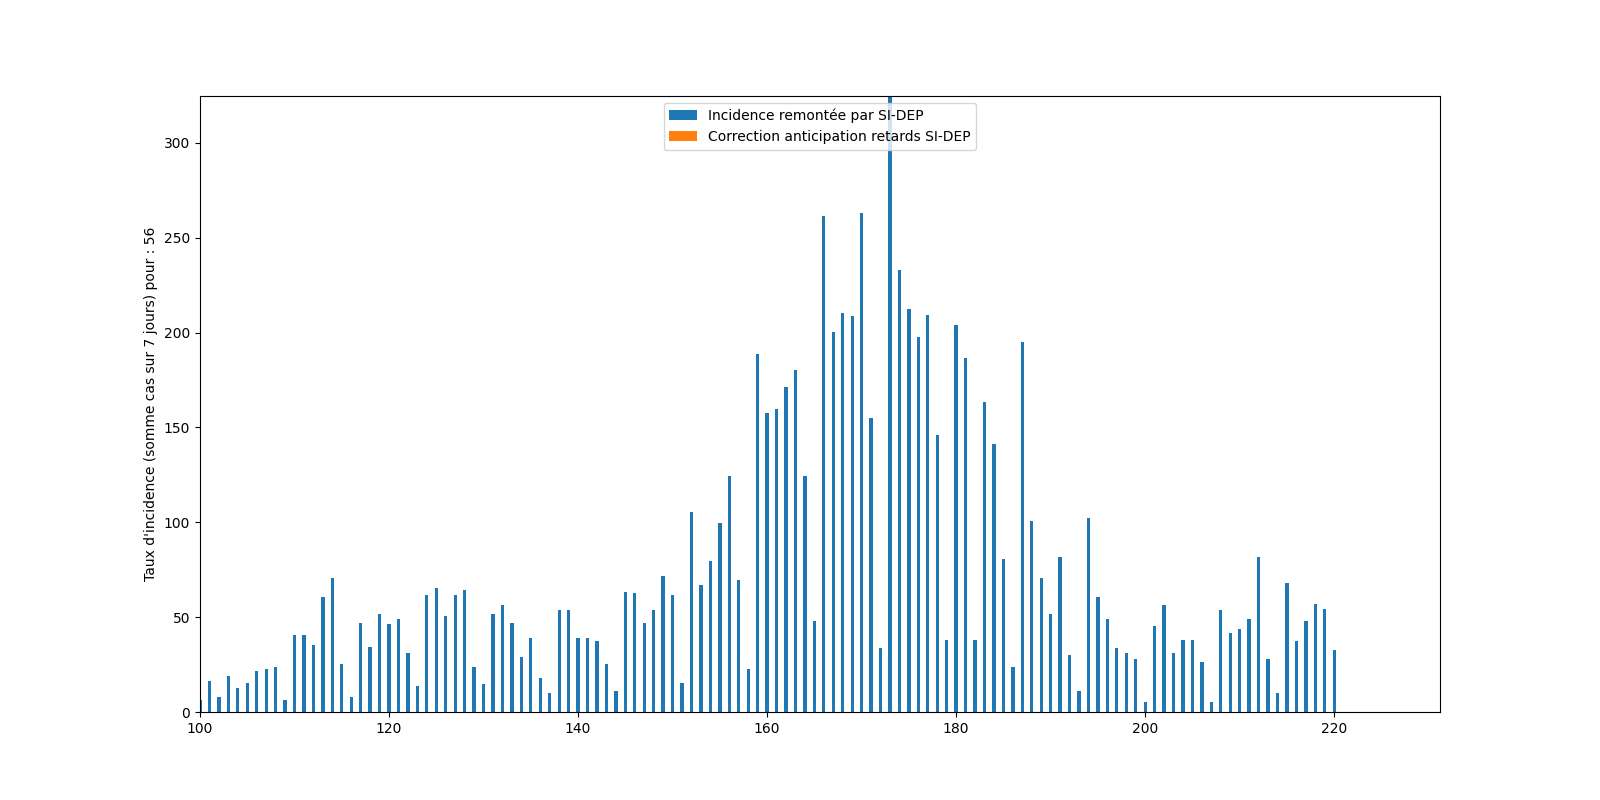 Incidence remontée par SI-DEP
Correction anticipation retards SI-DEP
Taux d'incidence (somme cas sur 7 jours) pour : 56
300
250
200
150
100
50
0
100 120 140 160 180 200 220